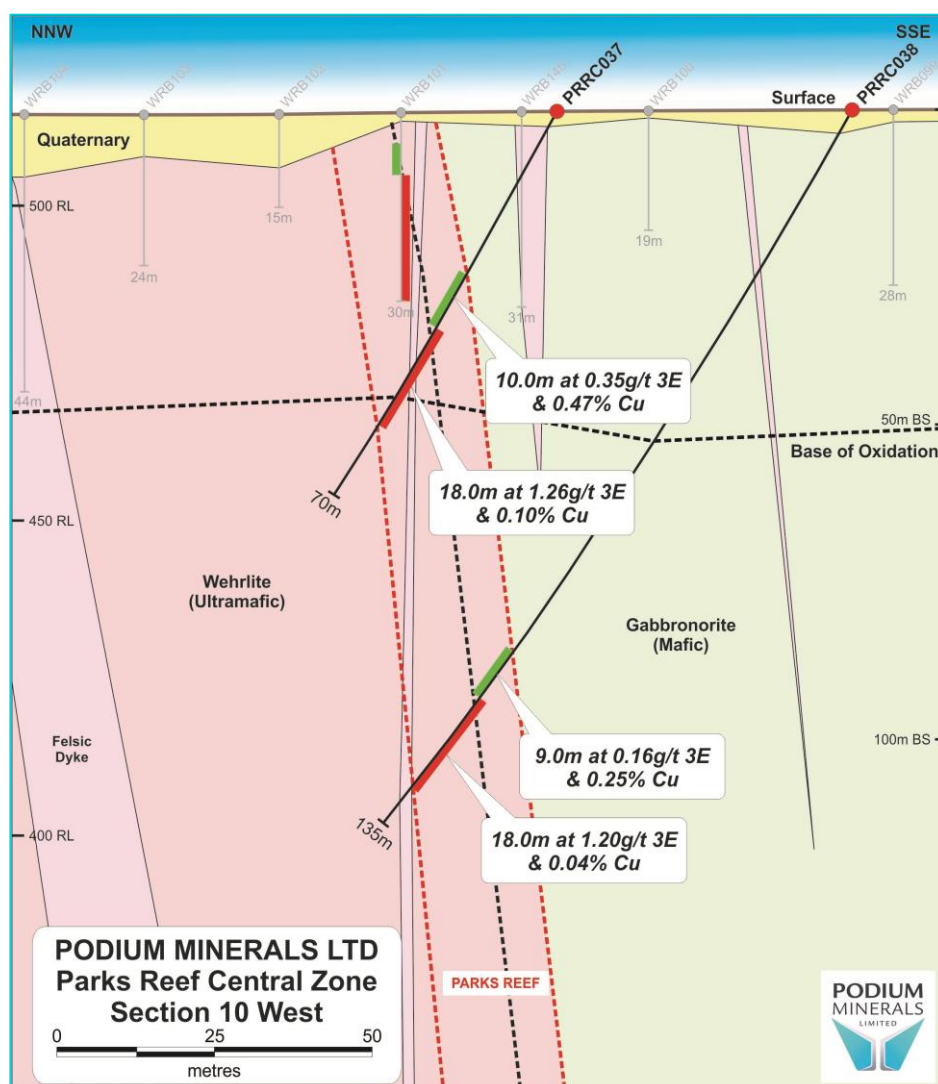 NNW
SSE
WRB104
WRB103
WRB102
WRB101
WRB145
PRRC037
WRB100
Surface
PRRC038
Quaternary
500 RL
15m
19m
24m
28m
30m
31m
10.0m at 0.35g/t 3E
& 0.47% Cu
44m
50m BS
Base of Oxidation
18.0m at 1.26g/t 3E
& 0.10% Cu
70m
450 RL
Wehrlite
(Ultramafic)
Gabbronorite
(Mafic)
Felsic
Dyke
9.0m at 0.16g/t 3E
& 0.25% Cu
100m BS
135m
400 RL
18.0m at 1.20g/t 3E
& 0.04% Cu
PODIUM MINERALS LTD
Parks Reef Central Zone
Section 10 West
0 25 50
metres
PARKS REEF
PODIUM
MINERALS
LIMITED